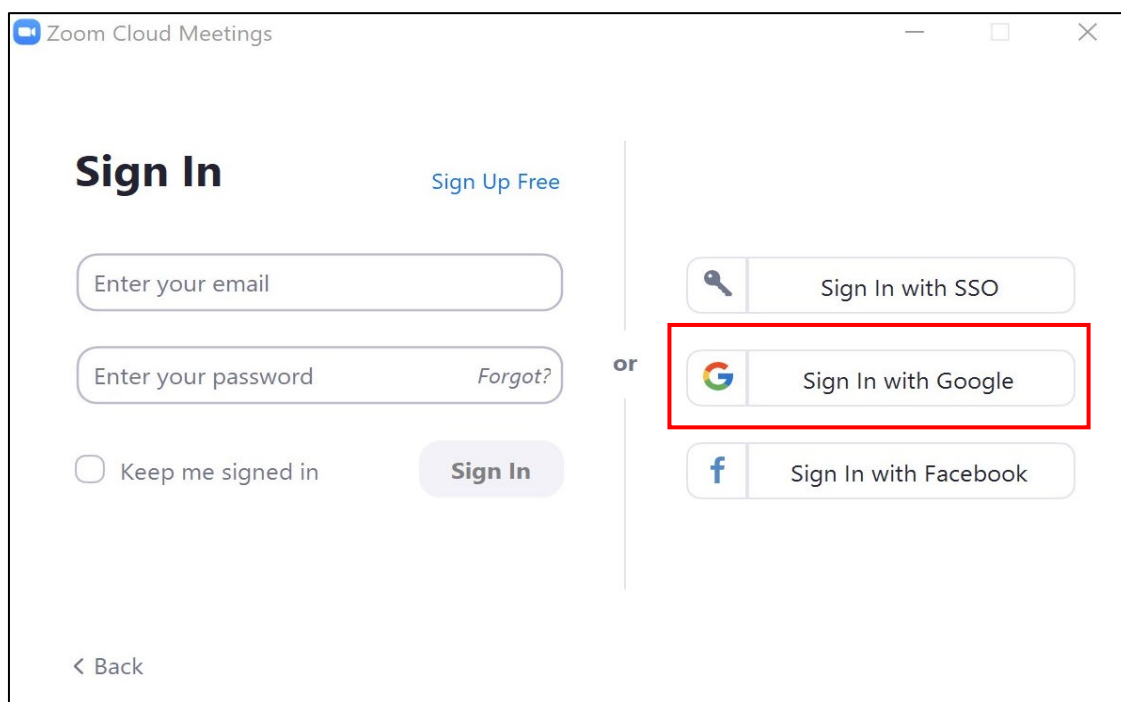 Zoom Cloud Meetings
Sign In
Sign Up Free
Enter your email
Enter your password
Forgot?
Keep me signed in
Sign In
or
Sign In with SSO
Sign In with Google
Sign In with Facebook
Back